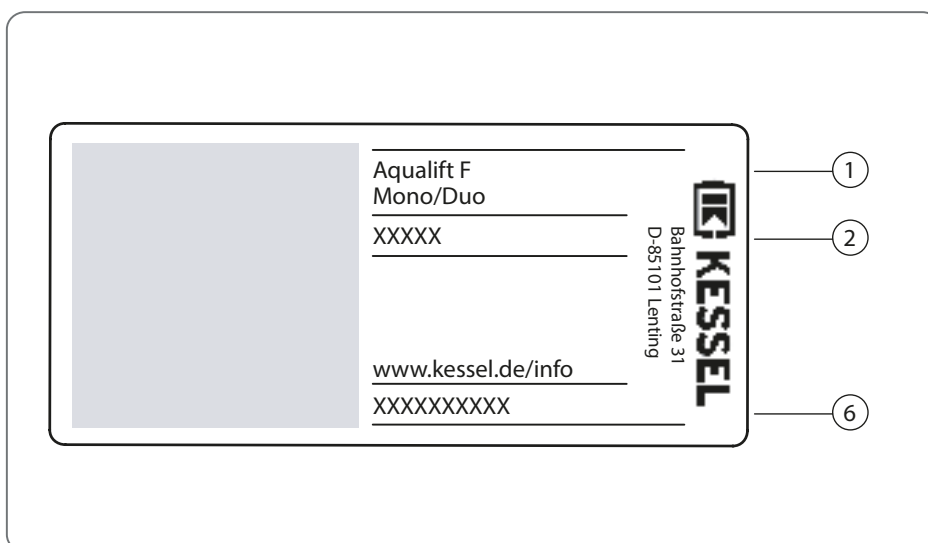 Aqualift F
Mono/Duo
XXXXX
www.kessel.de/info
XXXXXXXXXX
Bahnhofstraße 31
D-85101 Lenting
KESSEL
1
2
6